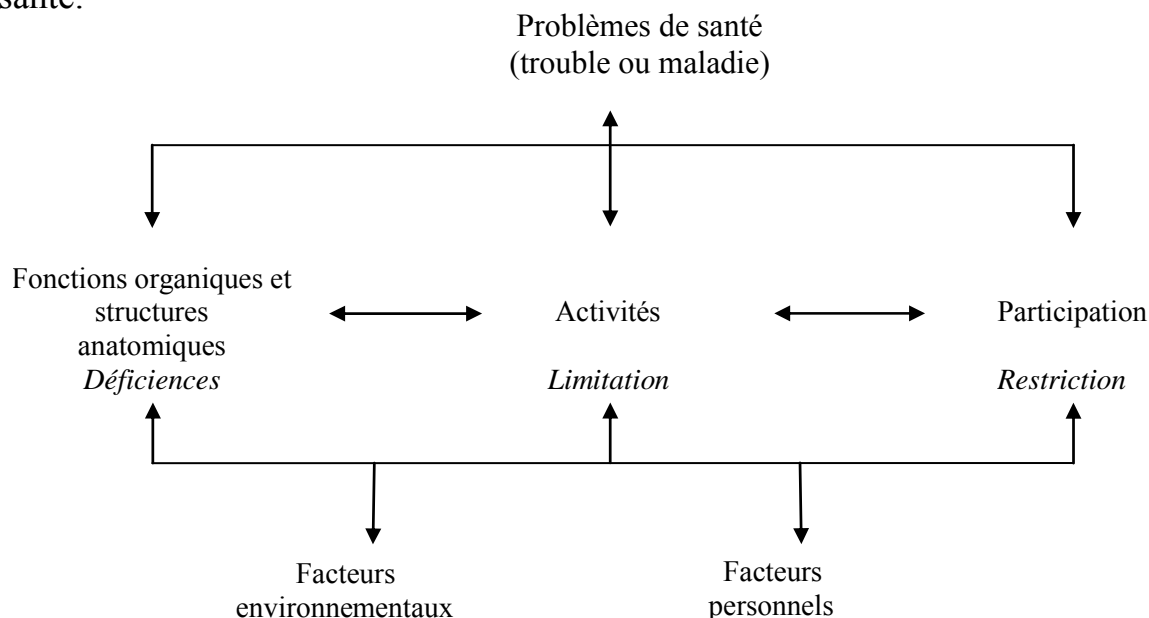 santé.
Problèmes de santé
(trouble ou maladie)
Fonctions organiques et
structures
anatomiques
Déficiences
Activités
Limitation
Participation
Restriction
Facteurs
environnementaux
Facteurs
personnels